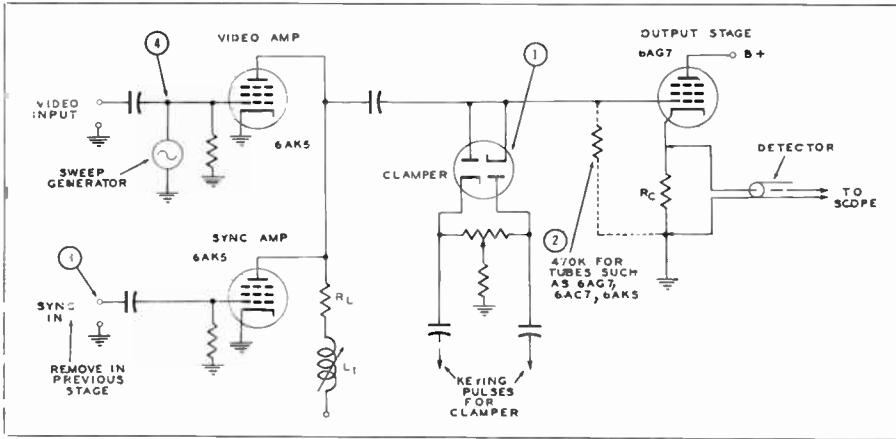 VIDEO AMP
4
VIDEO
INPUT
6AK5
SWEEP
GENERATOR
SYNC AMP
6AK5
3
SYNC
IN
REMOVE IN
PREVIOUS
STAGE
RL
L1
1
CLAMPER
KEYING
PULSES
FOR
CLAMPER
2
470K FOR
TUBES SUCH
AS 6AG7,
6AC7, 6AK5
OUTPUT STAGE
6AG7
B+
DETECTOR
RC
TO
SCOPE